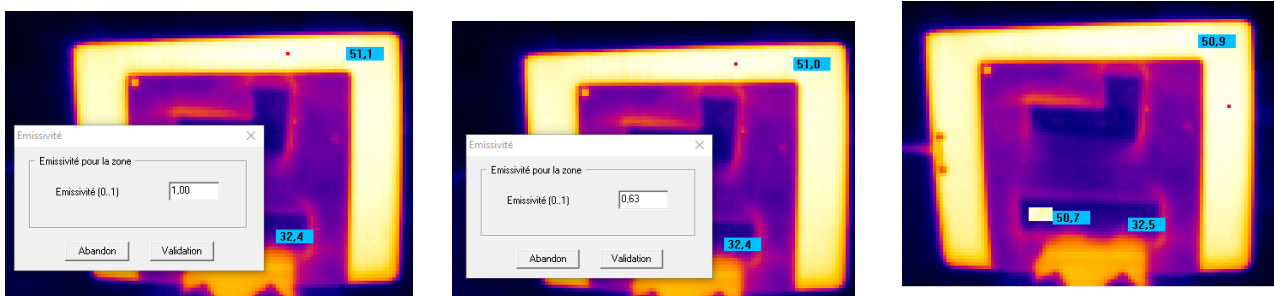 51,1
Emissivité
Emissivité pour la zone
Emissivité (0..1) 1,00
32,4
Abandon Validation
51,0
Emissivité
Emissivité pour la zone
Emissivité (0..1) 0,63
32,4
Abandon Validation
50,9
50,7 32,5